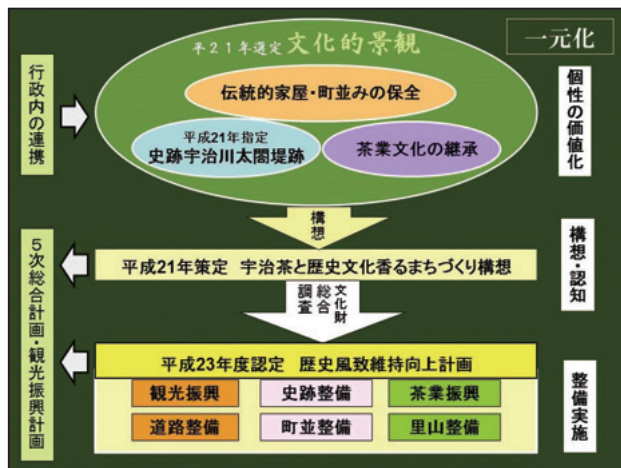 平21年選定 文化的景観
一元化
行政内の連携
伝統的家屋・町並みの保全
平成21年指定
史跡宇治川太閤堤跡
茶業文化の継承
個性の価値化
構想
平成21年策定 宇治茶と歴史文化香るまちづくり構想
構想・認知
5次総合計画・観光振興計画
文化財
総合
調査
平成23年度認定 歴史風致維持向上計画
観光振興
史跡整備
茶業振興
道路整備
町並整備
里山整備
整備実施